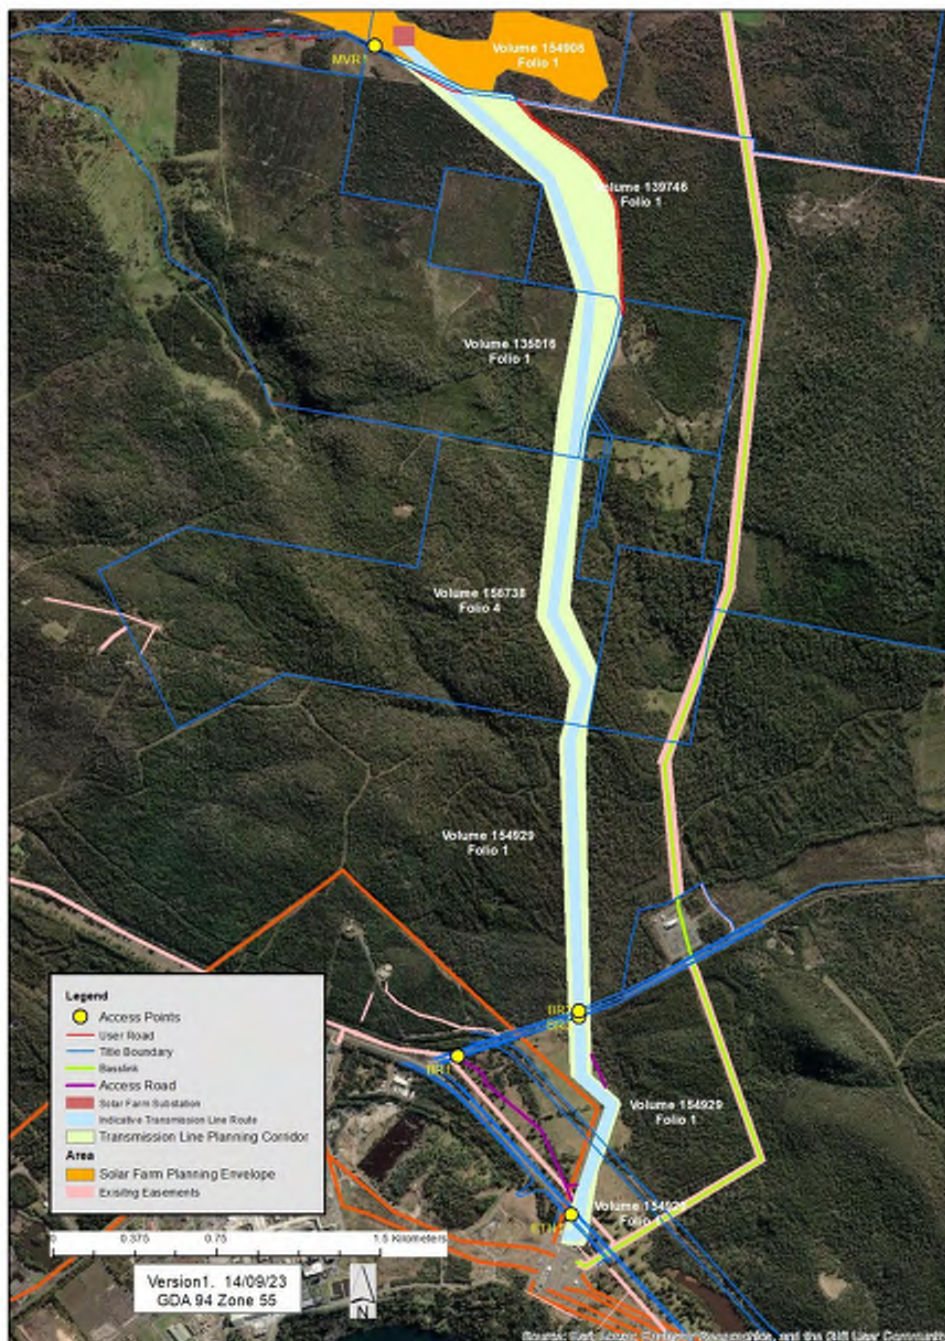 Volume 154906
Folio 1
MVR1
Volume 139746
Folio 1
Volume 135016
Folio 1
Volume 156738
Folio 4
Volume 154929
Folio 1
BR1
Volume 154929
Folio 1
Legend
Access Points
User Road
Title Boundary
Basslink
Access Road
Solar Farm Substation
Indicative Transmission Line Route
Transmission Line Planning Corridor
Area
Solar Farm Planning Envelope
Exisitng Easements
0 0.375 0.75 1.5 Kilometers
Version1. 14/09/23
GDA 94 Zone 55
N